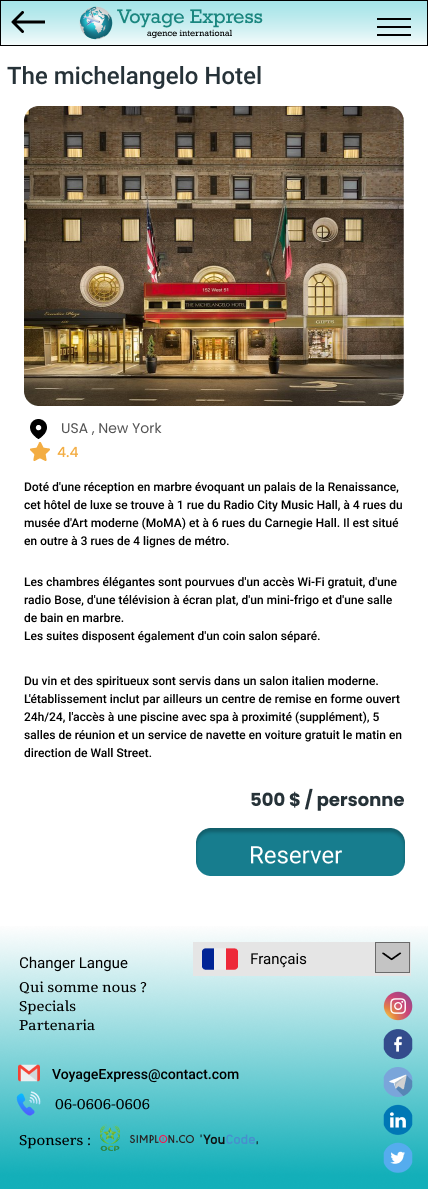 Voyage Express
agence international
The michelangelo Hotel
152 West 51
THE MICHELANGELO HOTEL
Executive Plaza
USA , New York
4.4
Doté d'une réception en marbre évoquant un palais de la Renaissance,
cet hôtel de luxe se trouve à 1 rue du Radio City Music Hall, à 4 rues du
musée d'Art moderne (MoMA) et à 6 rues du Carnegie Hall. Il est situé
en outre à 3 rues de 4 lignes de métro.
Les chambres élégantes sont pourvues d'un accès Wi-Fi gratuit, d'une
radio Bose, d'une télévision à écran plat, d'un mini-frigo et d'une salle
de bain en marbre.
Les suites disposent également d'un coin salon séparé.
Du vin et des spiritueux sont servis dans un salon italien moderne.
L'établissement inclut par ailleurs un centre de remise en forme ouvert
24h/24, l'accès à une piscine avec spa à proximité (supplément), 5
salles de réunion et un service de navette en voiture gratuit le matin en
direction de Wall Street.
500 $ / personne
Reserver
Changer Langue
Français
Qui somme nous ?
Specials
Partenaria
VoyageExpress@contact.com
06-0606-0606
Sponsers : OCP SIMPLON.CO 'YouCode,